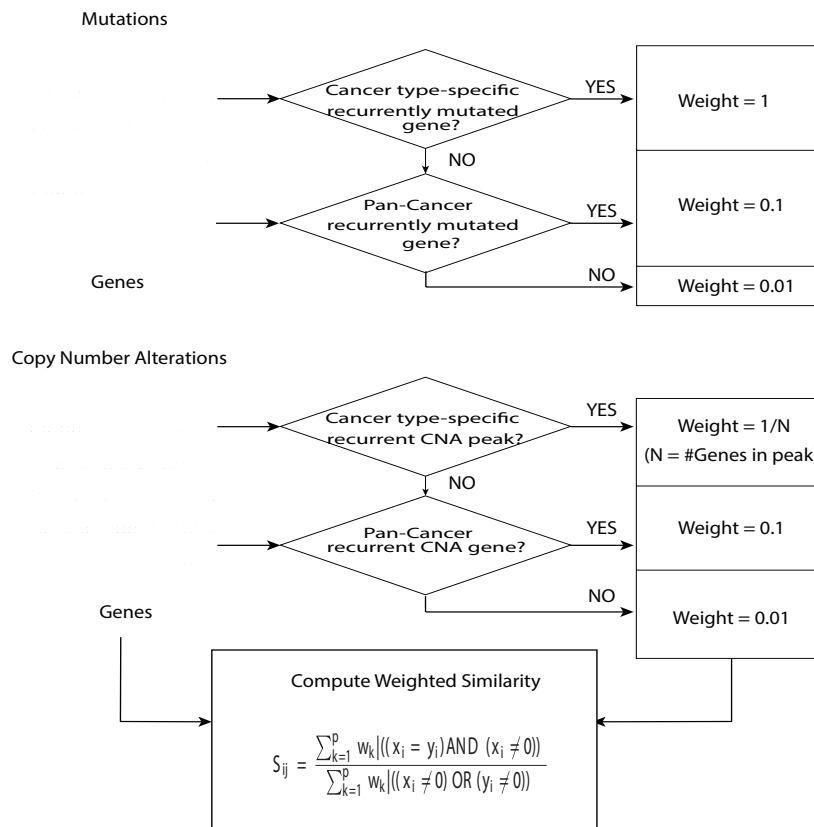 Mutations
Cancer type-specific
recurrently mutated
gene?
YES
Weight = 1
NO
Pan-Cancer
recurrently mutated
gene?
YES
Weight = 0.1
NO
Weight = 0.01
Genes
Copy Number Alterations
Cancer type-specific
recurrent CNA peak?
YES
Weight = 1/N
(N = #Genes in peak
NO
Pan-Cancer
recurrent CNA gene?
YES
Weight = 0.1
NO
Weight = 0.01
Genes
Compute Weighted Similarity
S_ij = \frac{\sum_{k=1}^{p} w_k|((x_i = y_i) AND (x_i ≠ 0))}{\sum_{k=1}^{p} w_k|((x_i ≠ 0) OR (y_i ≠ 0))}